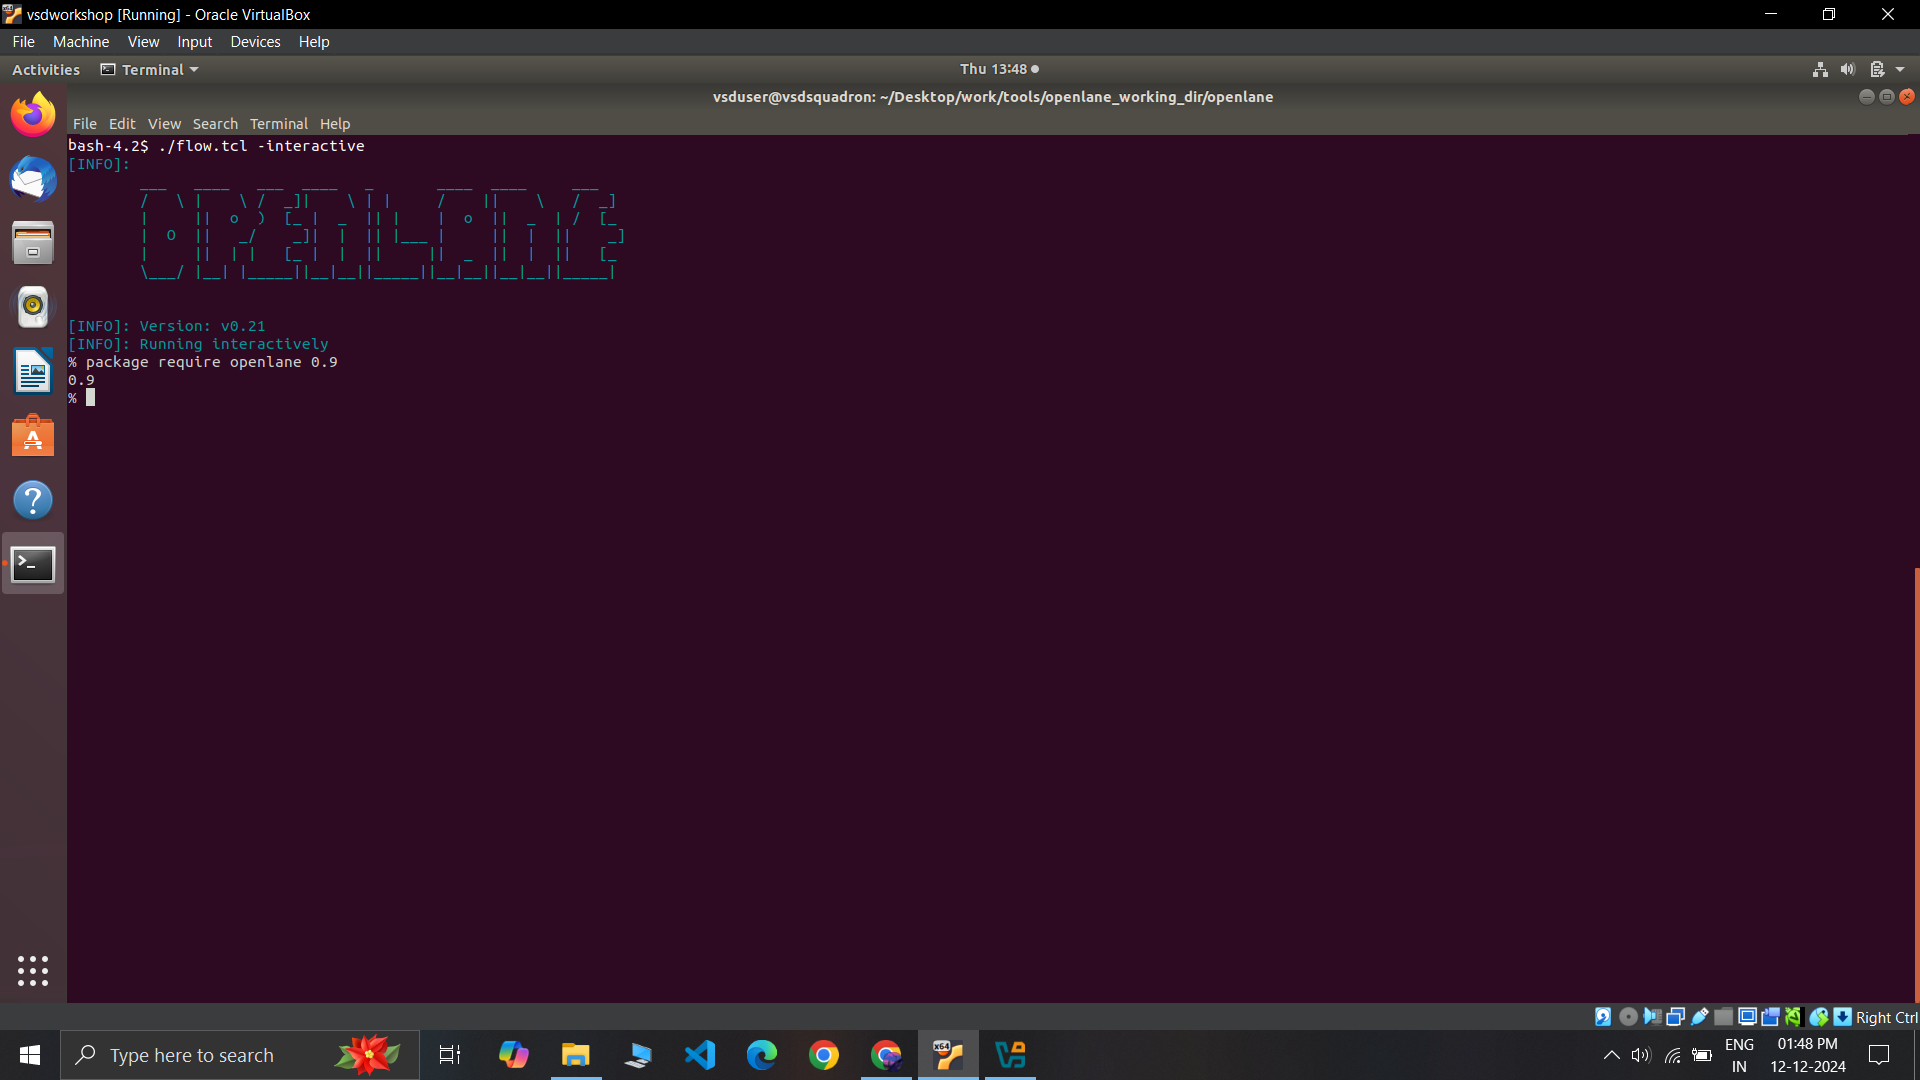 vsdworkshop [Running] - Oracle VirtualBox
File Machine View Input Devices Help
Activities Terminal Thu 13:48
vsduser@vsdsquadron: ~/Desktop/work/tools/openlane_working_dir/openlane
File Edit View Search Terminal Help
bash-4.2$ ./flow.tcl -interactive
[INFO]:
OPENLANE
[INFO]: Version: v0.21
[INFO]: Running interactively
% package require openlane 0.9
0.9
%
Right Ctrl
Type here to search
ENG
IN
01:48 PM
12-12-2024